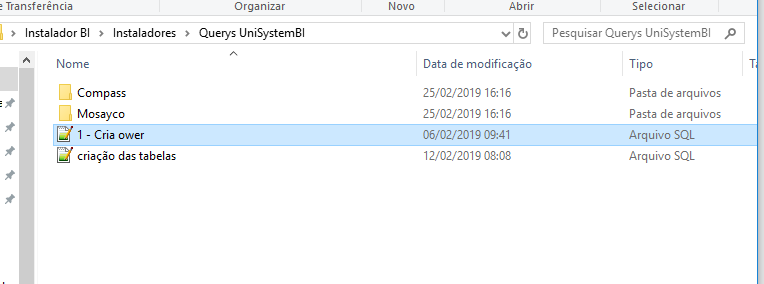 e Transferência Organizar Novo Abrir Selecionar
Instalador BI > Instaladores > Querys UniSystemBI Pesquisar Querys UniSystemBI
Nome Data de modificação Tipo Ta
Compass 25/02/2019 16:16 Pasta de arquivos
Mosayco 25/02/2019 16:16 Pasta de arquivos
1 - Cria ower 06/02/2019 09:41 Arquivo SQL
criação das tabelas 12/02/2019 08:08 Arquivo SQL